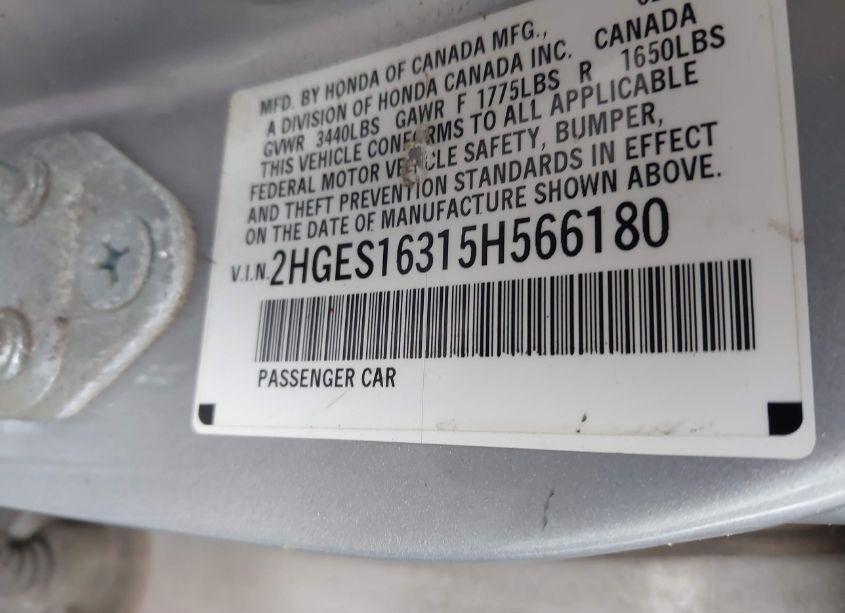 MFD. BY HONDA OF CANADA MFG.,
A DIVISION OF HONDA CANADA INC. CANADA
GVWR 3440LBS GAWR F 1775LBS R 1650LBS
THIS VEHICLE CONFORMS TO ALL APPLICABLE
FEDERAL MOTOR VEHICLE SAFETY, BUMPER,
AND THEFT PREVENTION STANDARDS IN EFFECT
ON THE DATE OF MANUFACTURE SHOWN ABOVE.
V.I.N. 2HGES16315H566180
PASSENGER CAR